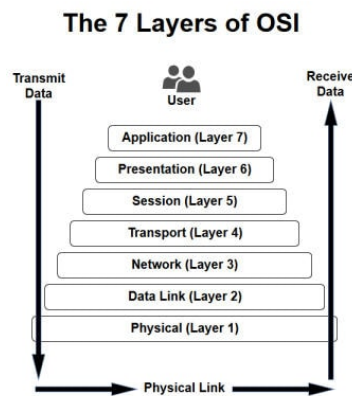 The 7 Layers of OSI
Transmit
Data
User
Receive
Data
Application (Layer 7)
Presentation (Layer 6)
Session (Layer 5)
Transport (Layer 4)
Network (Layer 3)
Data Link (Layer 2)
Physical (Layer 1)
Physical Link